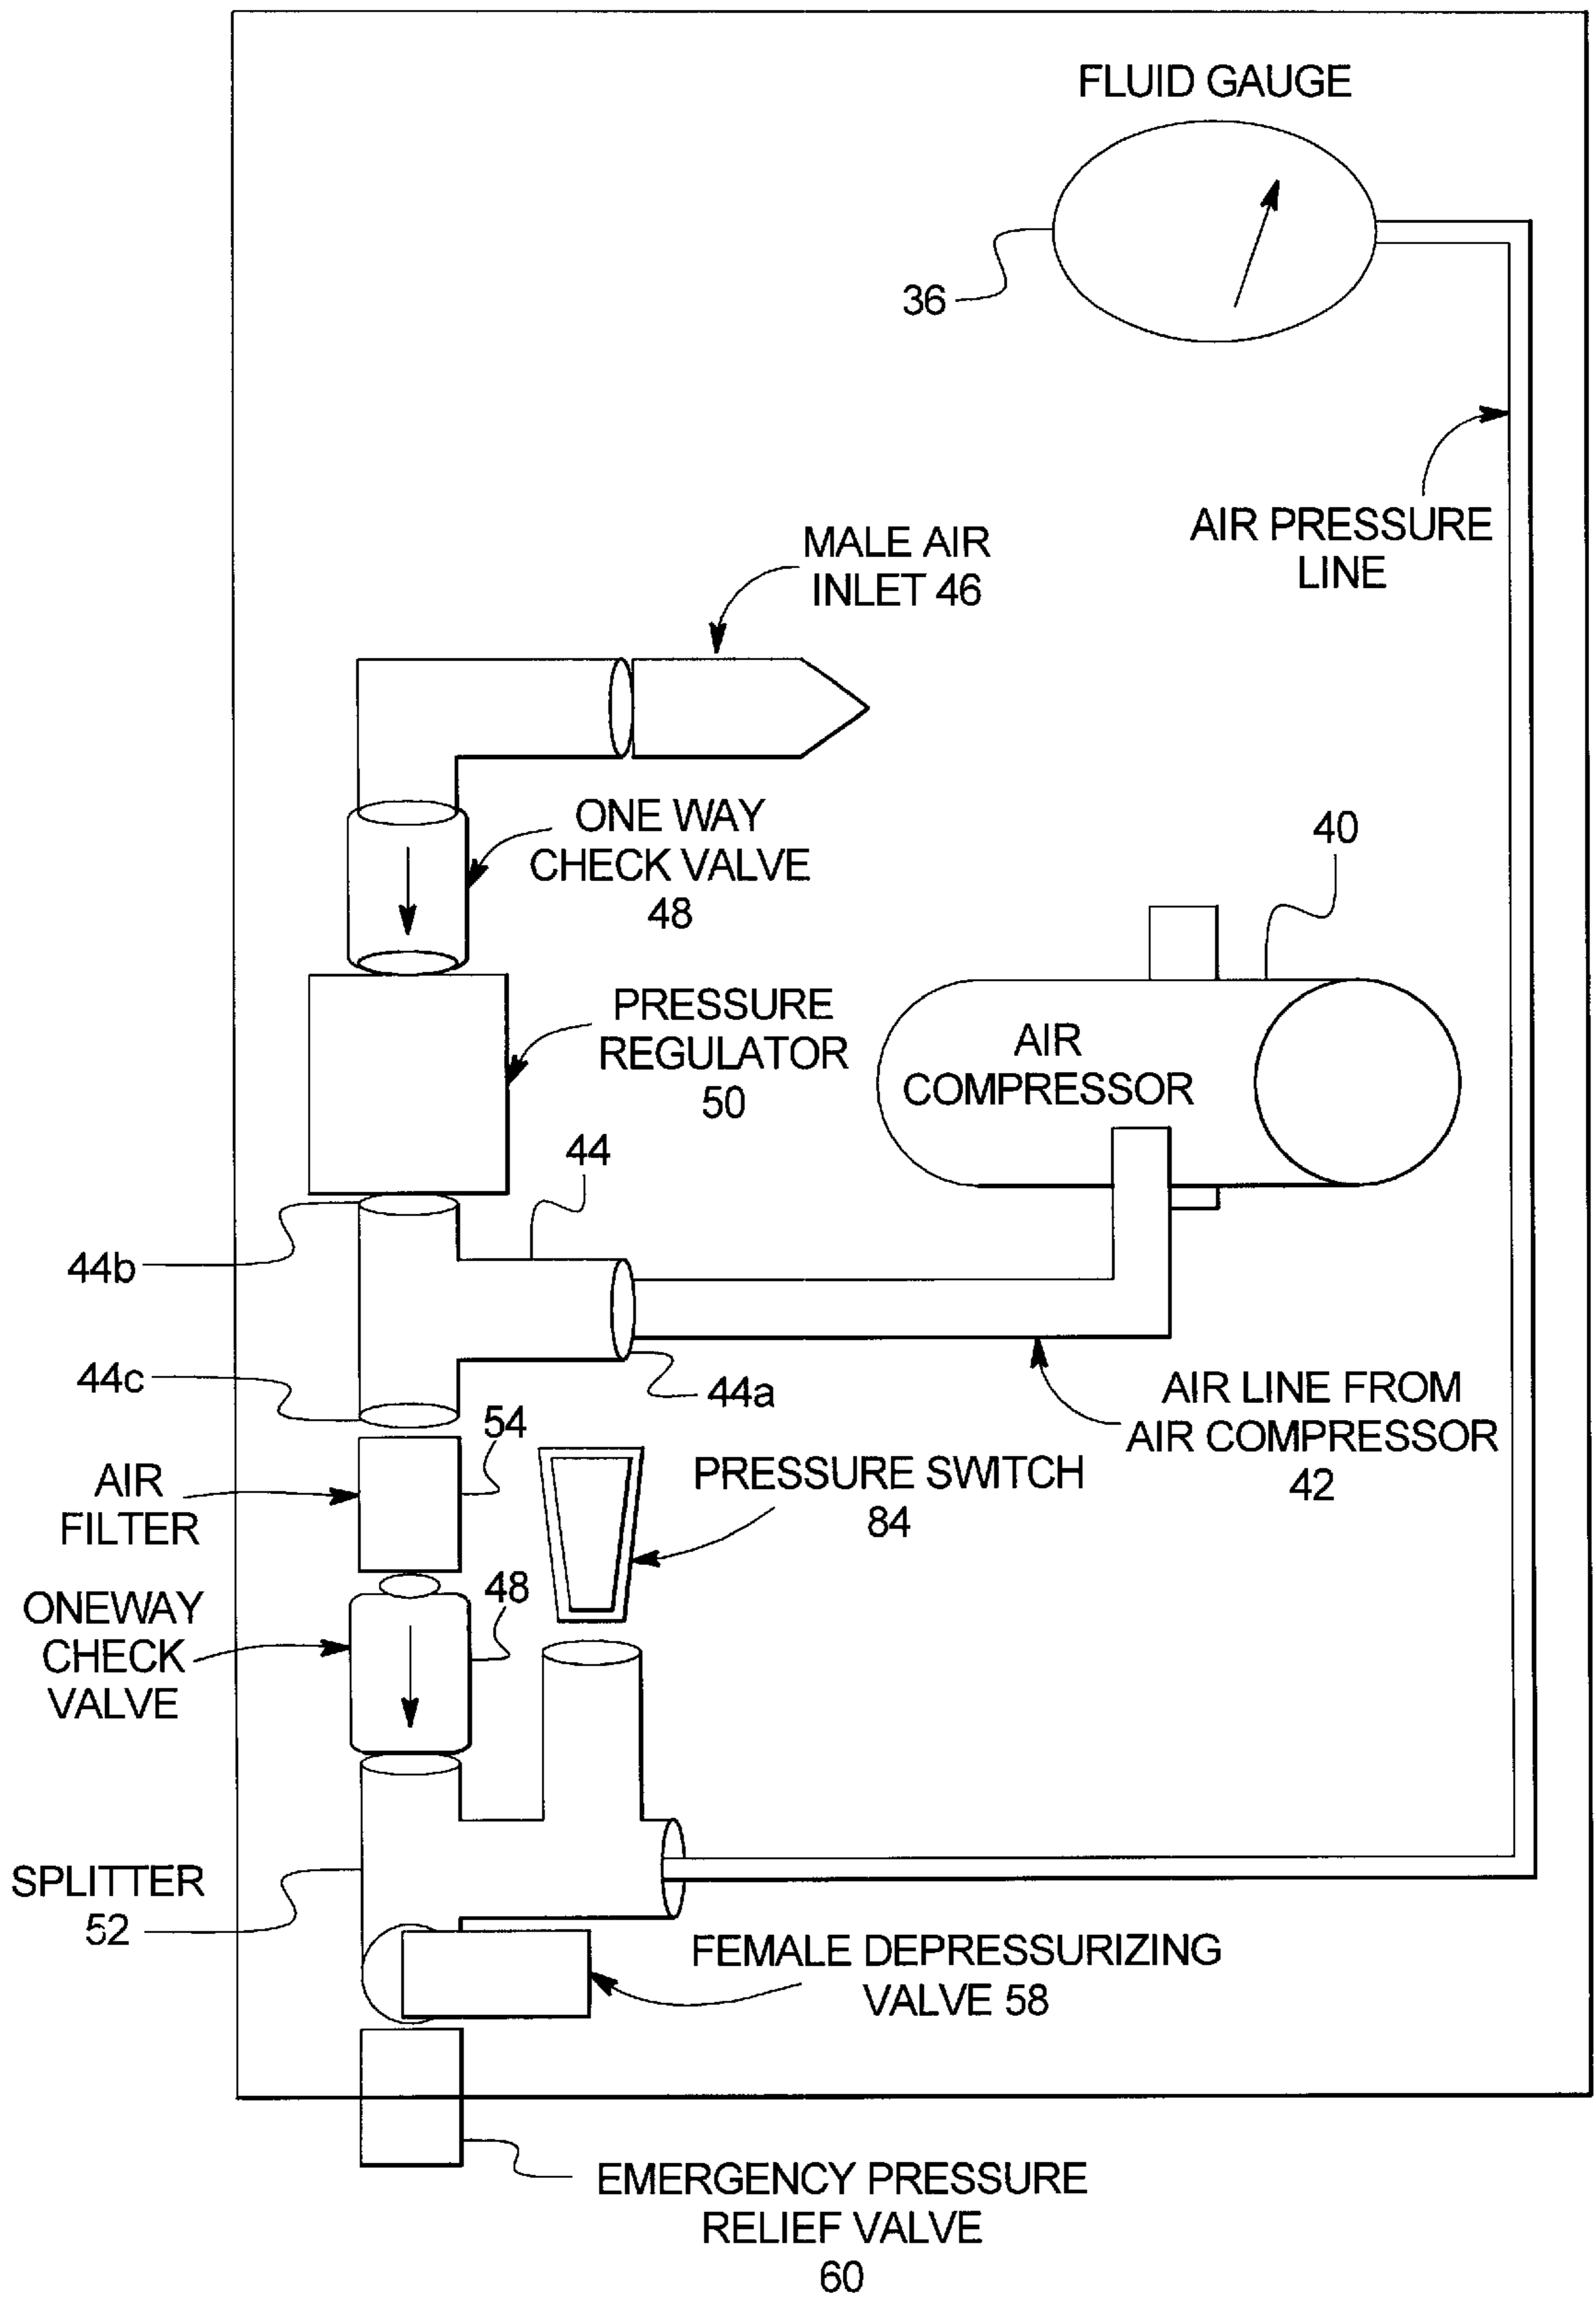 FLUID GAUGE
36
AIR PRESSURE
LINE
MALE AIR
INLET 46
ONE WAY
CHECK VALVE
48
40
PRESSURE
REGULATOR
50
AIR
COMPRESSOR
44
44b
44c
44a
AIR LINE FROM
AIR COMPRESSOR
42
54
AIR
FILTER
PRESSURE SWITCH
84
ONEWAY
CHECK
VALVE
48
SPLITTER
52
FEMALE DEPRESSURIZING
VALVE 58
EMERGENCY PRESSURE
RELIEF VALVE
60